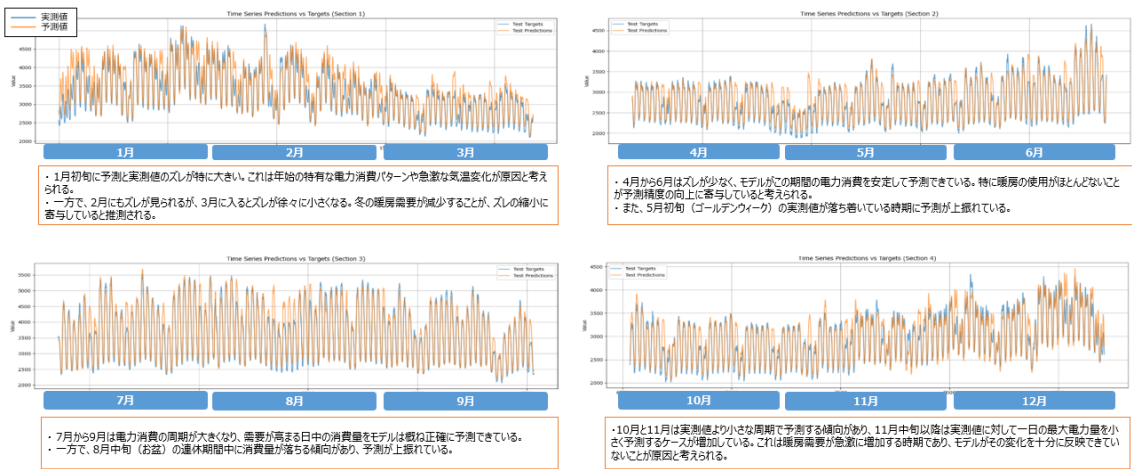 実測値
予測値
Time Series Predictions vs Targets (Section 1)
Test Targets
Test Predictions
Value
4500
4000
3500
3000
2500
2000
1月
2月
3月
・ 1月初旬に予測と実測値のズレが特に大きい。これは年始の特有な電力消費パターンや急激な気温変化が原因と考え
られる。
・ 一方で、2月にもズレが見られるが、3月に入るとズレが徐々に小さくなる。冬の暖房需要が減少することが、ズレの縮小に
寄与していると推測される。
Time Series Predictions vs Targets (Section 2)
Test Targets
Test Predictions
Value
4500
4000
3500
3000
2500
2000
4月
5月
6月
・ 4月から6月はズレが少なく、モデルがこの期間の電力消費を安定して予測できている。特に暖房の使用がほとんどないこと
が予測精度の向上に寄与していると考えられる。
・ また、5月初旬（ゴールデンウィーク）の実測値が落ち着いている時期に予測が上振れている。
Time Series Predictions vs Targets (Section 3)
Test Targets
Test Predictions
Value
5500
5000
4500
4000
3500
3000
2500
2000
7月
8月
9月
・ 7月から9月は電力消費の周期が大きくなり、需要が高まる日中の消費量をモデルは概ね正確に予測できている。
・ 一方で、8月中旬（お盆）の連休期間中に消費量が落ちる傾向があり、予測が上振れている。
Time Series Predictions vs Targets (Section 4)
Test Targets
Test Predictions
Value
4500
4000
3500
3000
2500
2000
10月
11月
12月
・10月と11月は実測値より小さな周期で予測する傾向があり、11月中旬以降は実測値に対して一日の最大電力量を小
さく予測するケースが増加している。これは暖房需要が急激に増加する時期であり、モデルがその変化を十分に反映できてい
ないことが原因と考えられる。